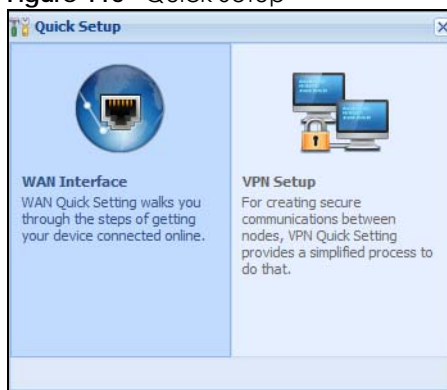 Quick Setup
WAN Interface
WAN Quick Setting walks you
through the steps of getting
your device connected online.
VPN Setup
For creating secure
communications between
nodes, VPN Quick Setting
provides a simplified process to
do that.